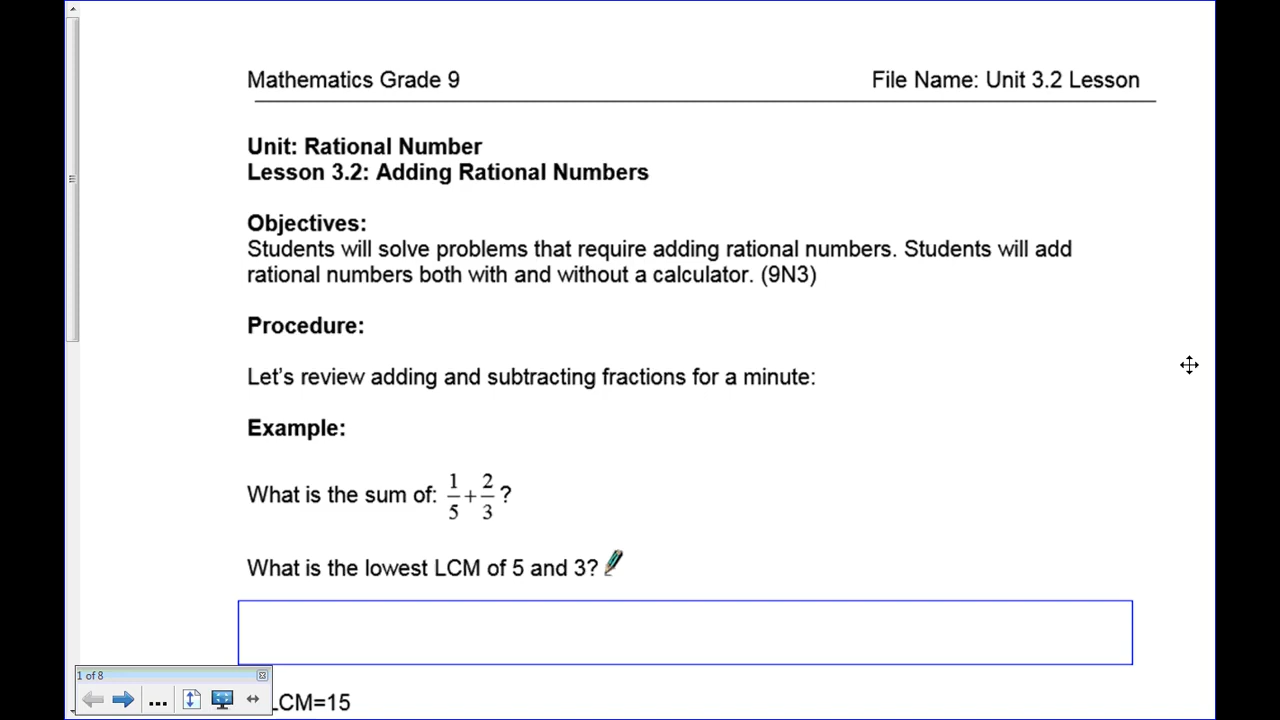 Mathematics Grade 9 File Name: Unit 3.2 Lesson
Unit: Rational Number
Lesson 3.2: Adding Rational Numbers
Objectives:
Students will solve problems that require adding rational numbers. Students will add
rational numbers both with and without a calculator. (9N3)
Procedure:
Let's review adding and subtracting fractions for a minute:
Example:
What is the sum of: 1/5 + 2/3 ?
What is the lowest LCM of 5 and 3?
1 of 8
LCM=15